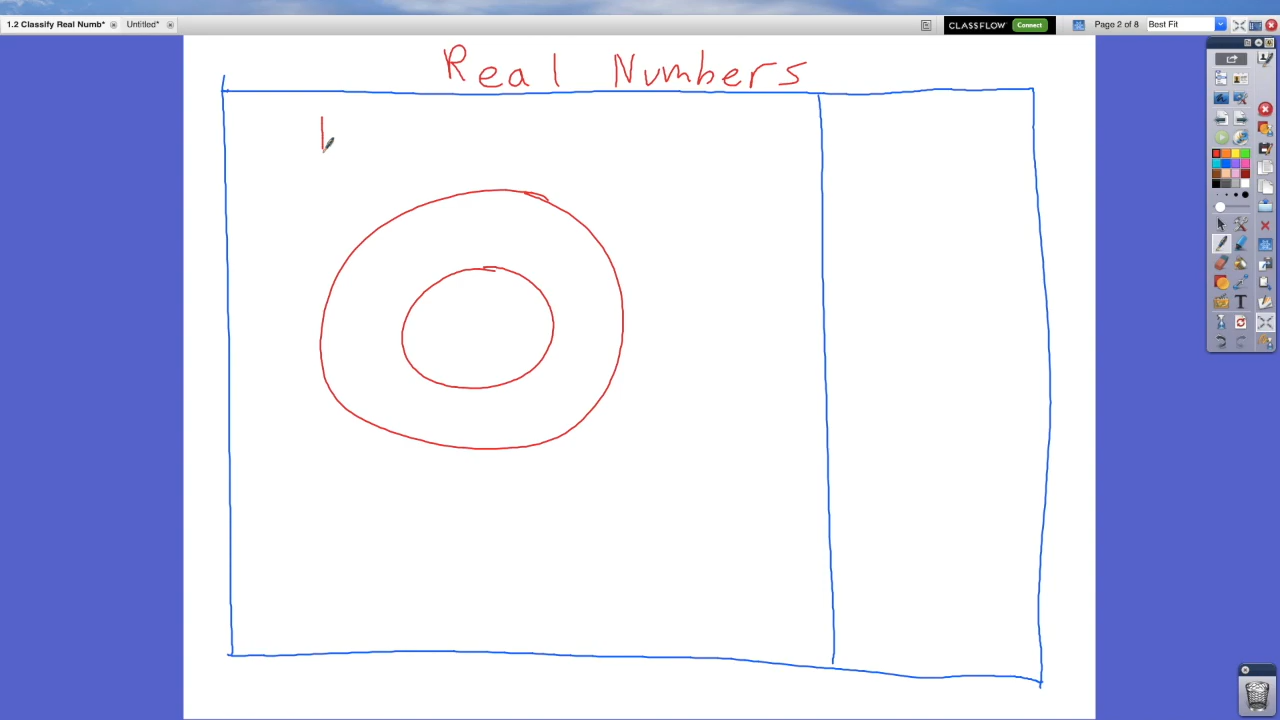 1.2 Classify Real Numb*
Untitled*
CLASSFLOW Connect
Page 2 of 8
Best Fit
Real Numbers